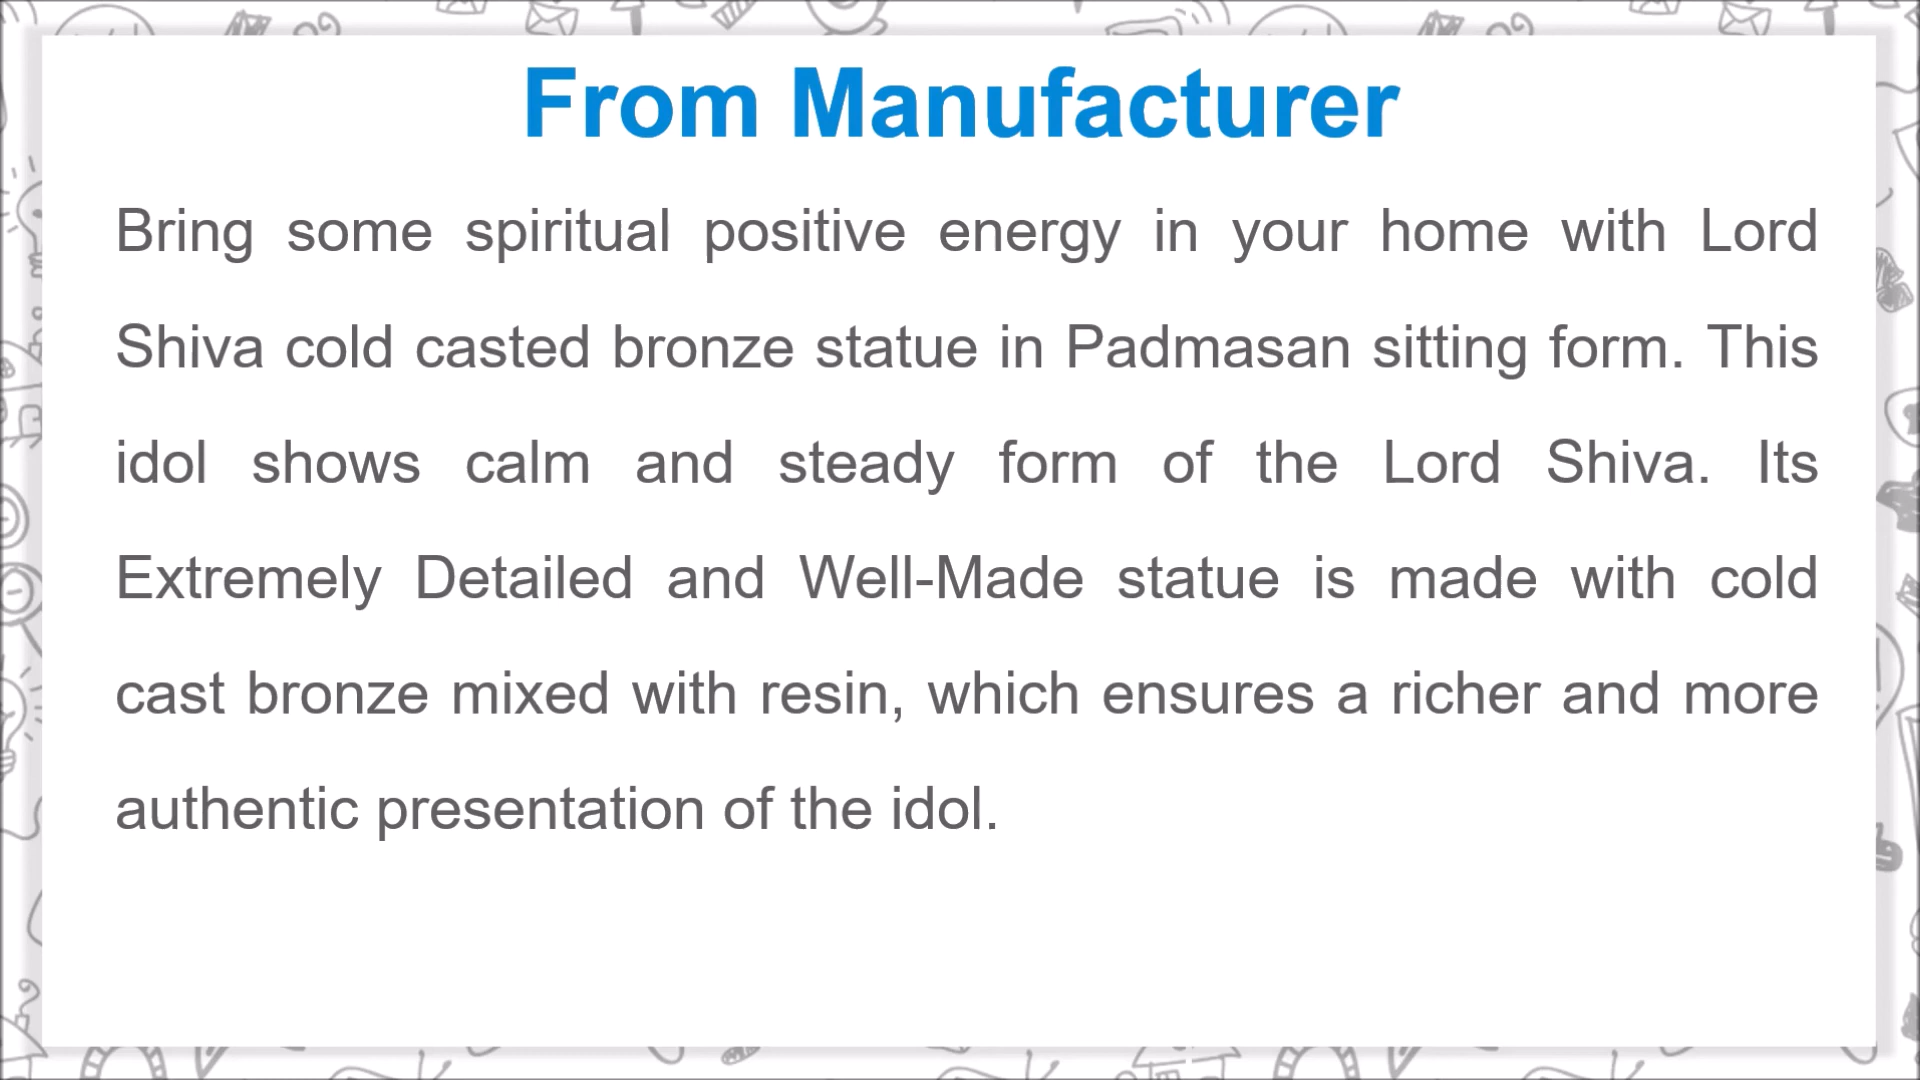 From Manufacturer
Bring some spiritual positive energy in your home with Lord
Shiva cold casted bronze statue in Padmasan sitting form. This
idol shows calm and steady form of the Lord Shiva. Its
Extremely Detailed and Well-Made statue is made with cold
cast bronze mixed with resin, which ensures a richer and more
authentic presentation of the idol.